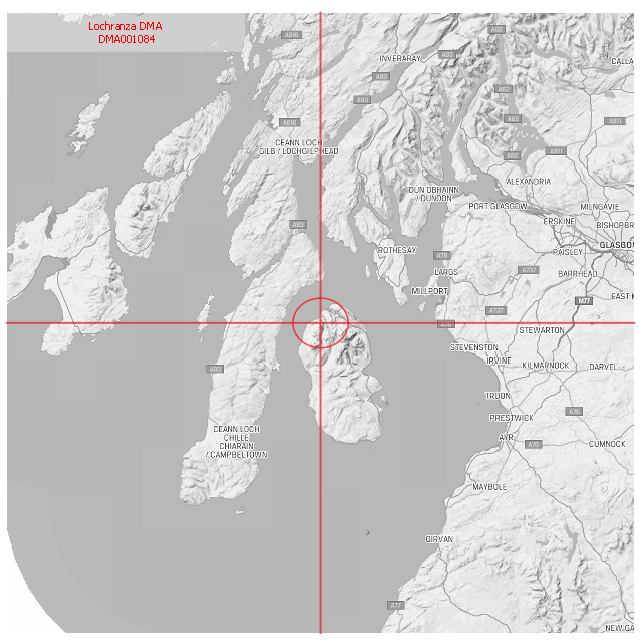 Lochranza DMA
DMA001084
A82
A818
A83
INVERARAY
CALLA
A83
A82
A83
A82
A811
A816
CEANN LOCH
GILB / LOCHGILPHEAD
A811
A82
ALEXANDRIA
DUN OBHAINN
/ DUNOON
PORT GLASGOW
MILNGAVIE
ERSKINE
BISHOPBR
A83
GLASGO
ROTHESAY
PAISLEY
A78
LARGS
A737
BARRHEAD
MILLPORT
M77
EAST K
A737
STEWARTON
STEVENSTON
IRVINE
KILMARNOCK
DARVEL
A83
TROON
A76
PRESTWICK
CEANN LOCH
CHILLE
CHIARAIN
/ CAMPBELTOWN
AYR
A70
CUMNOCK
MAYBOLE
GIRVAN
A77
NEW GA